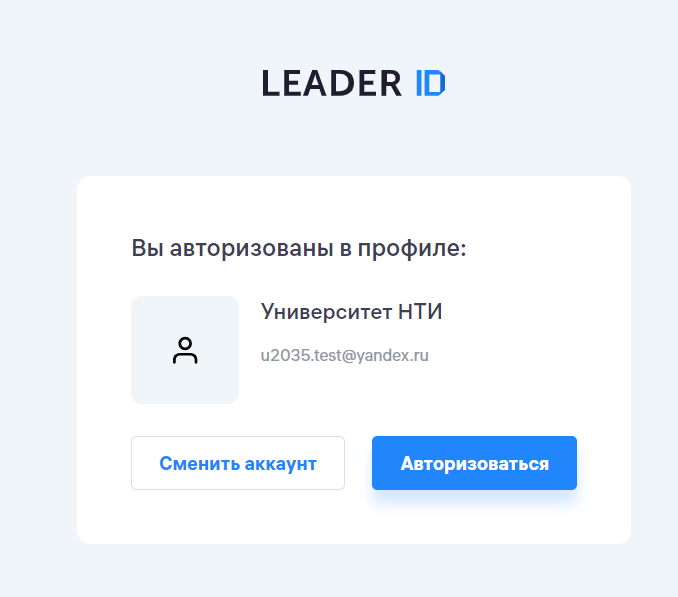 LEADER ID
Вы авторизованы в профиле:
Университет НТИ
u2035.test@yandex.ru
Сменить аккаунт
Авторизоваться